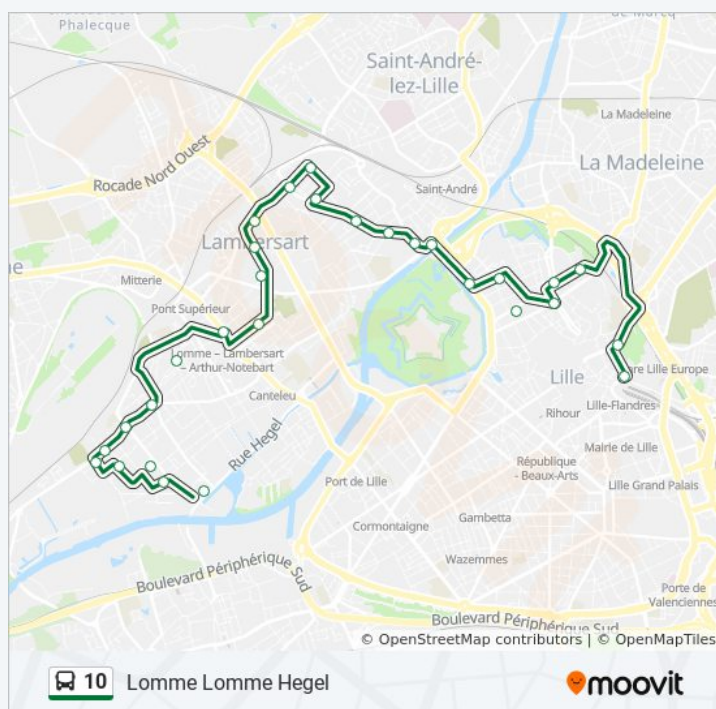 Phalecque
Saint-André-
lez-Lille
La Madeleine
La Madeleine
Rocade Nord Ouest
Saint-André
Lambersart
Mitterie
Pont Supérieur
Lomme – Lambersart
– Arthur-Notebart
Canteleu
Lille
are Lille Europe
Lille-Flandres
Rihour
Mairie de Lille
Rue Hegel
République
- Beaux-Arts
Port de Lille
Lille Grand Palais
Cormontaigne
Gambetta
Wazemmes
Boulevard Périphérique Sud
Porte de
Valenciennes
Boulevard Périphérique Sud
© OpenStreetMap contributors | © OpenMapTiles
10 Lomme Lomme Hegel
moovit